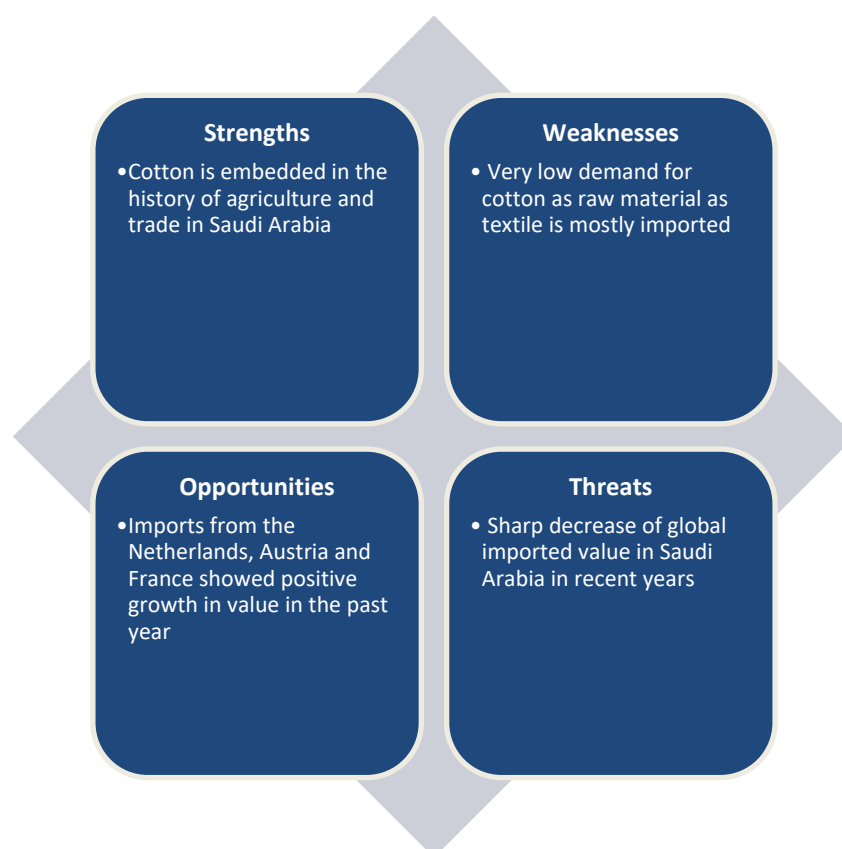 Strengths
•Cotton is embedded in the
history of agriculture and
trade in Saudi Arabia
Weaknesses
• Very low demand for
cotton as raw material as
textile is mostly imported
Opportunities
•Imports from the
Netherlands, Austria and
France showed positive
growth in value in the past
year
Threats
• Sharp decrease of global
imported value in Saudi
Arabia in recent years